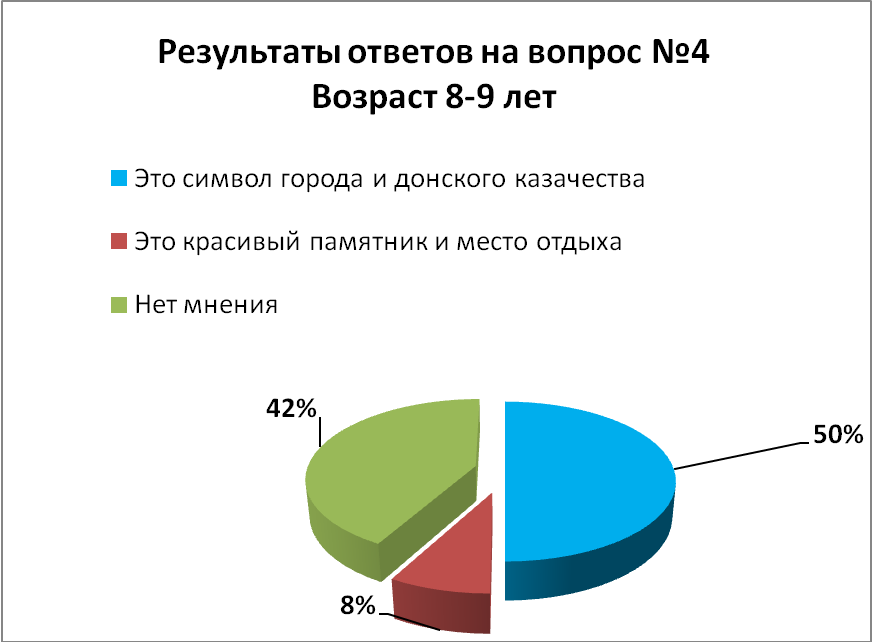 Результаты ответов на вопрос №4
Возраст 8-9 лет
Это символ города и донского казачества
Это красивый памятник и место отдыха
Нет мнения
42%
50%
8%